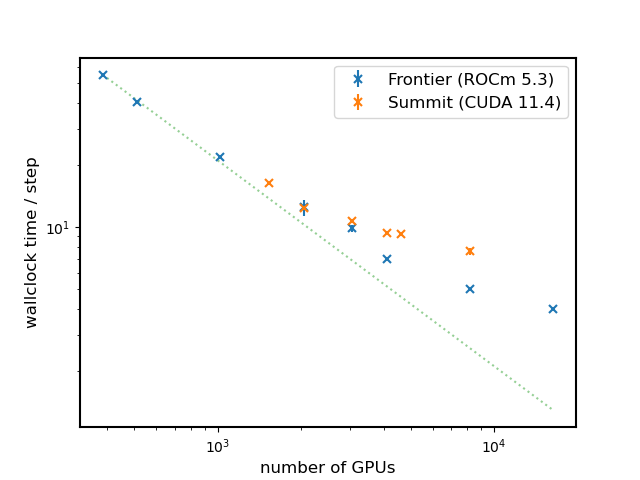 Frontier (ROCm 5.3)
Summit (CUDA 11.4)
wallclock time / step
10¹
10³
10⁴
number of GPUs